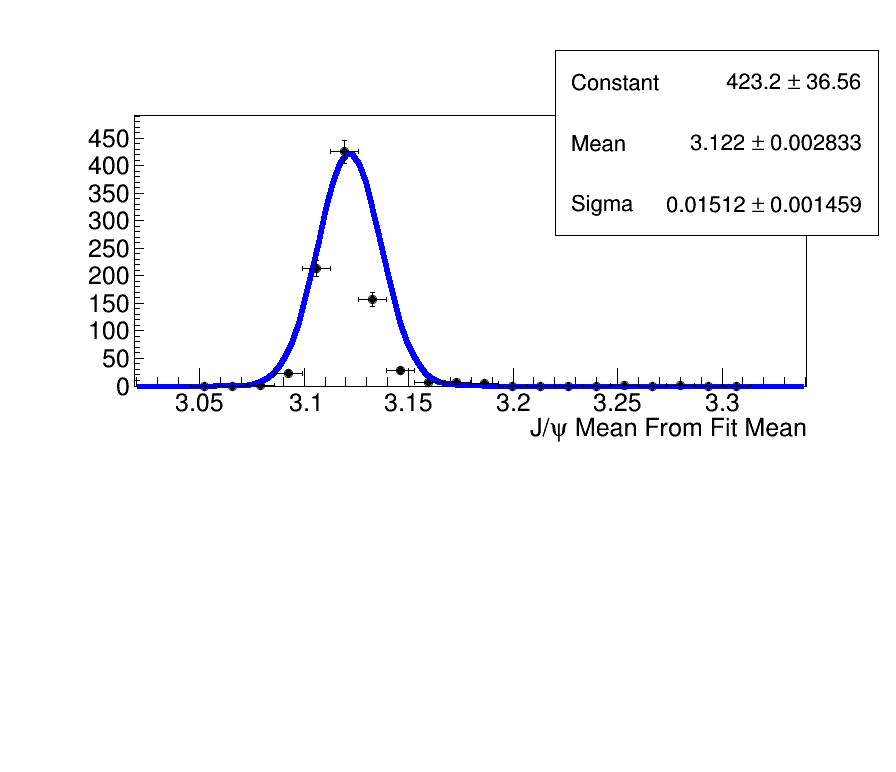 Constant 423.2 ± 36.56
Mean 3.122 ± 0.002833
Sigma 0.01512 ± 0.001459
450
400
350
300
250
200
150
100
50
0
3.05 3.1 3.15 3.2 3.25 3.3
J/ψ Mean From Fit Mean